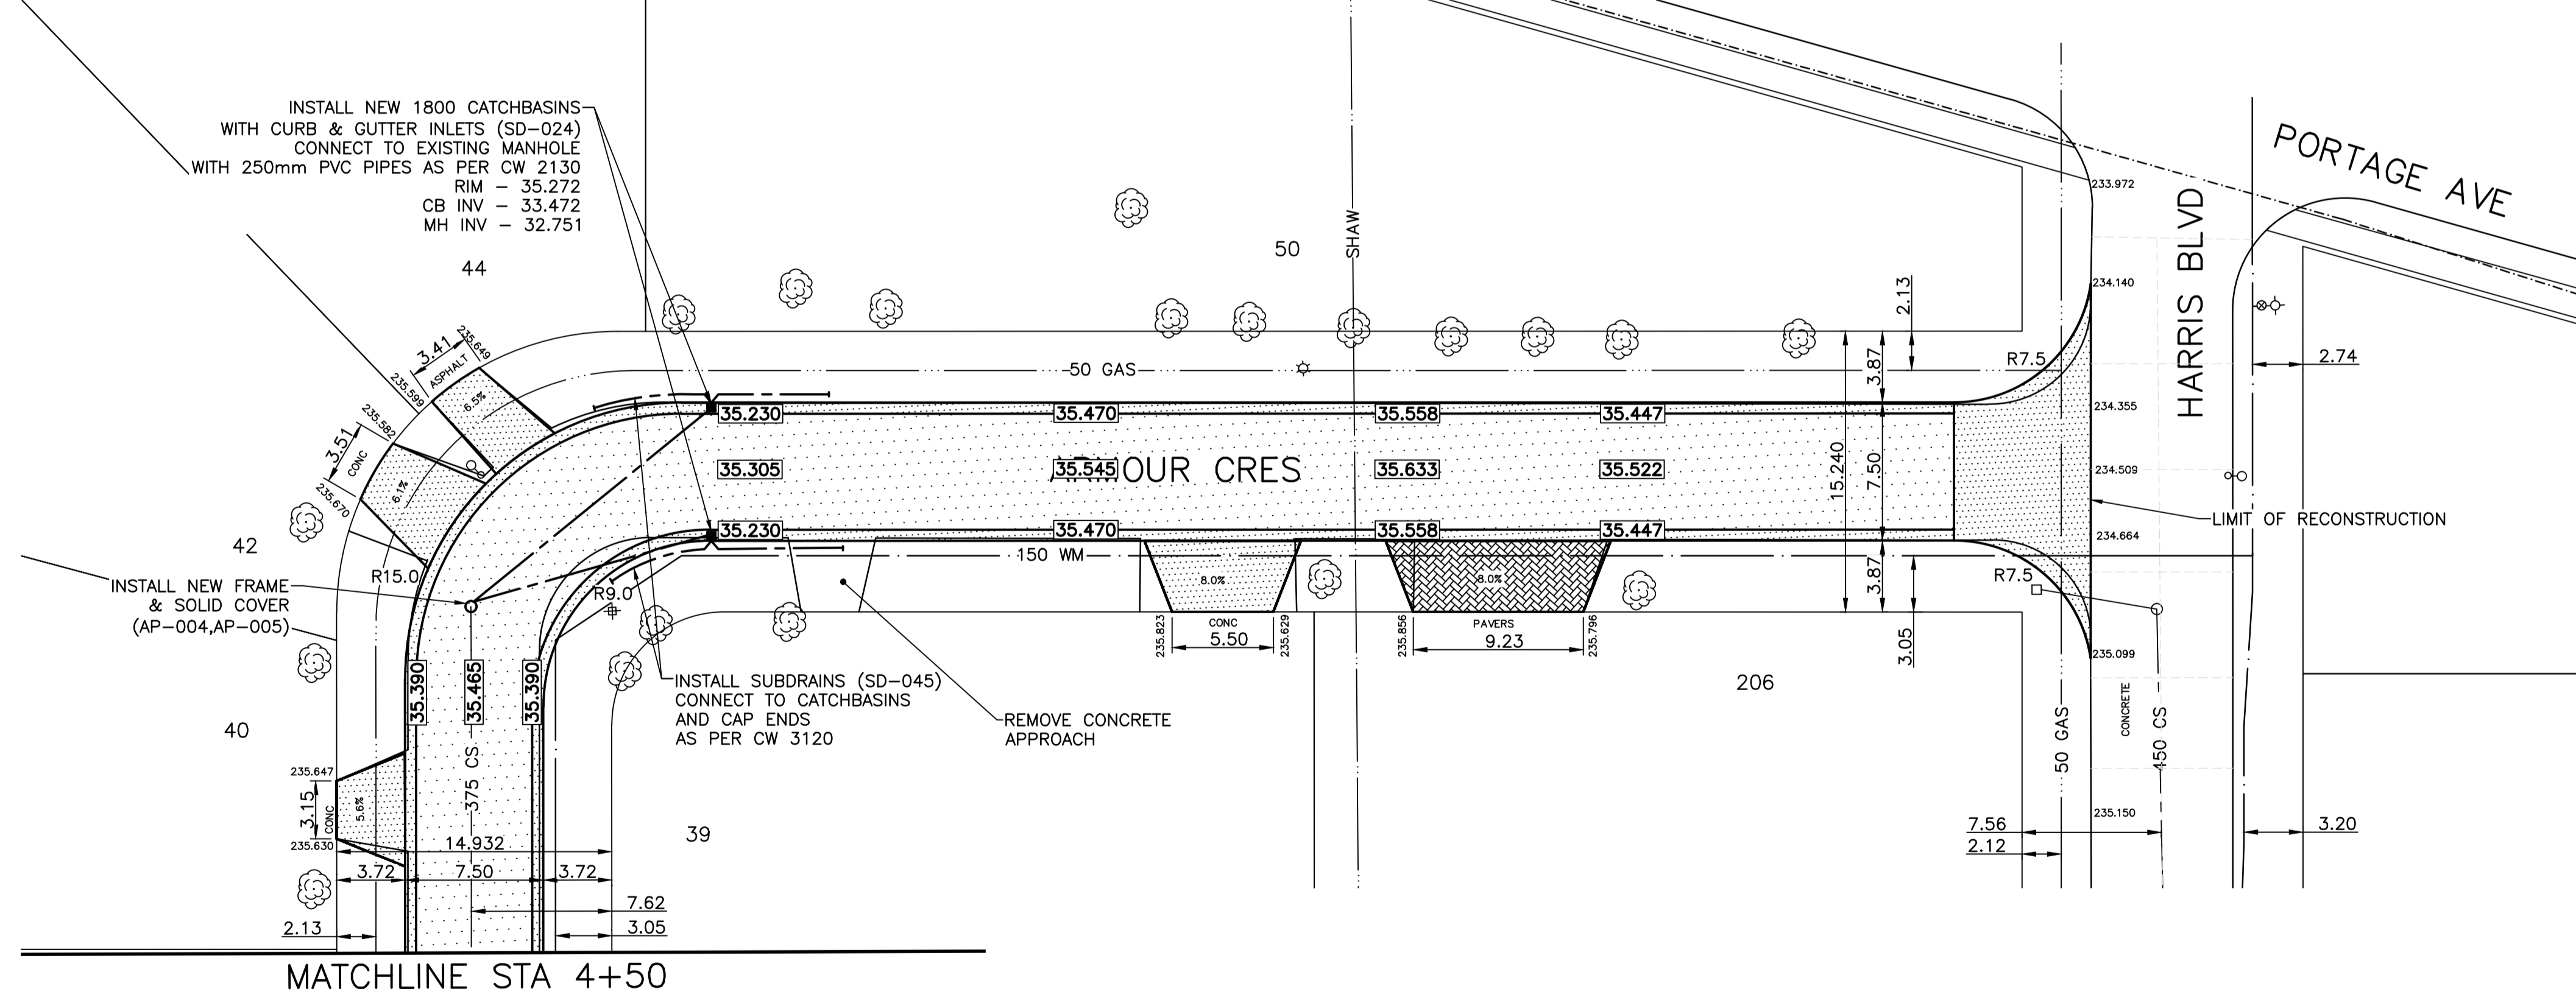 INSTALL NEW 1800 CATCHBASINS
WITH CURB & GUTTER INLETS (SD-024)
CONNECT TO EXISTING MANHOLE
WITH 250mm PVC PIPES AS PER CW 2130
RIM - 35.272
CB INV - 33.472
MH INV - 32.751
44
50
SHAW
PORTAGE AVE
HARRIS BLVD
233.972
234.140
2.13
3.87
R7.5
2.74
50 GAS
3.41
235.649
ASPHALT
235.599
6.5%
235.582
3.51
CONC
6.1%
235.670
35.230
35.470
35.558
35.447
234.355
35.305
35.545
ARMOUR CRES
35.633
35.522
15.240
7.50
234.509
LIMIT OF RECONSTRUCTION
35.230
35.470
35.558
35.447
234.664
42
150 WM
R15.0
R9.0
8.0%
8.0%
3.87
R7.5
INSTALL NEW FRAME
& SOLID COVER
(AP-004,AP-005)
235.823
CONC
5.50
235.629
235.856
PAVERS
9.23
235.796
3.05
235.099
35.390
35.465
35.390
INSTALL SUBDRAINS (SD-045)
CONNECT TO CATCHBASINS
AND CAP ENDS
AS PER CW 3120
REMOVE CONCRETE
APPROACH
206
40
50 GAS
CONCRETE
450 CS
235.647
3.15
CONC
5.6%
235.630
375 CS
39
235.150
14.932
3.72
7.50
3.72
7.56
2.12
3.20
7.62
3.05
2.13
MATCHLINE STA 4+50